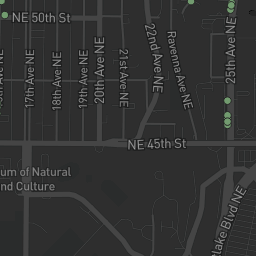 NE 50th St
17th Ave NE
18th Ave NE
19th Ave NE
20th Ave NE
21st Ave NE
22nd Ave NE
Ravenna Ave NE
25th Ave NE
NE 45th St
um of Natural
nd Culture
tlake Blvd NE